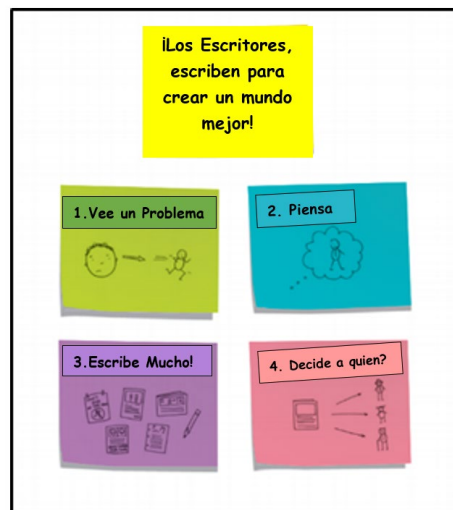 ¡Los Escritores,
escriben para
crear un mundo
mejor!
1.Vee un Problema
2. Piensa
3.Escribe Mucho!
4. Decide a quien?